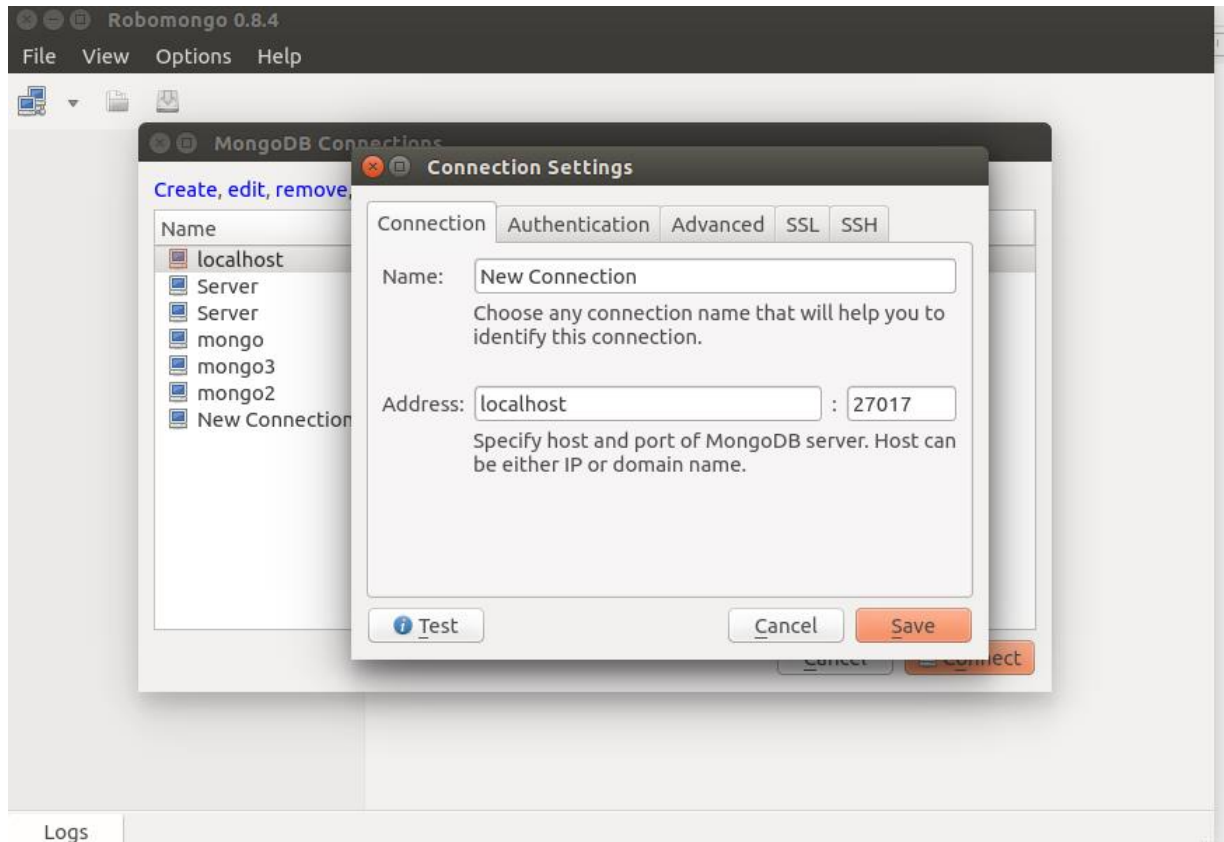 Robomongo 0.8.4
File View Options Help
MongoDB Connections
Create, edit, remove,
Name
localhost
Server
Server
mongo
mongo3
mongo2
New Connection
Connection Settings
Connection Authentication Advanced SSL SSH
Name: New Connection
Choose any connection name that will help you to
identify this connection.
Address: localhost : 27017
Specify host and port of MongoDB server. Host can
be either IP or domain name.
Test Cancel Save
Cancel Connect
Logs